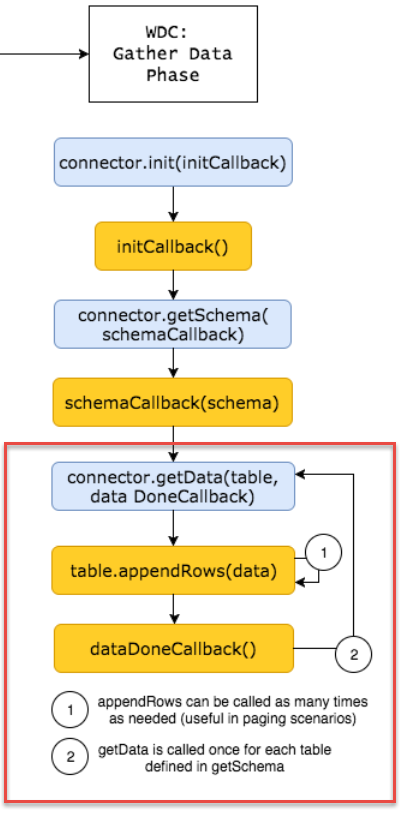 WDC:
Gather Data
Phase
connector.init(initCallback)
initCallback()
connector.getSchema(
schemaCallback)
schemaCallback(schema)
connector.getData(table,
data DoneCallback)
table.appendRows(data)
1
dataDoneCallback()
2
1
appendRows can be called as many times
as needed (useful in paging scenarios)
2
getData is called once for each table
defined in getSchema